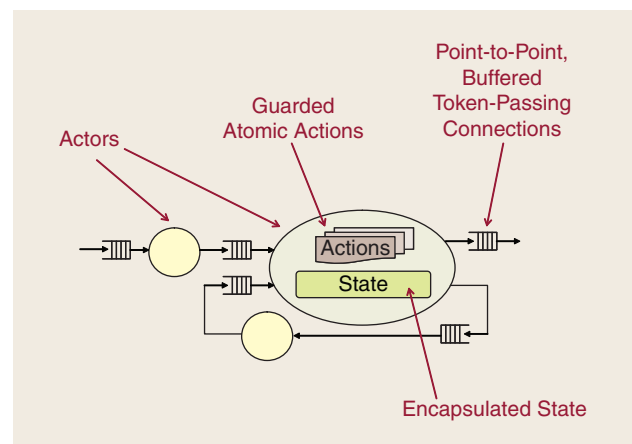 Point-to-Point,
Buffered
Token-Passing
Connections
Guarded
Atomic Actions
Actors
Actions
State
Encapsulated State